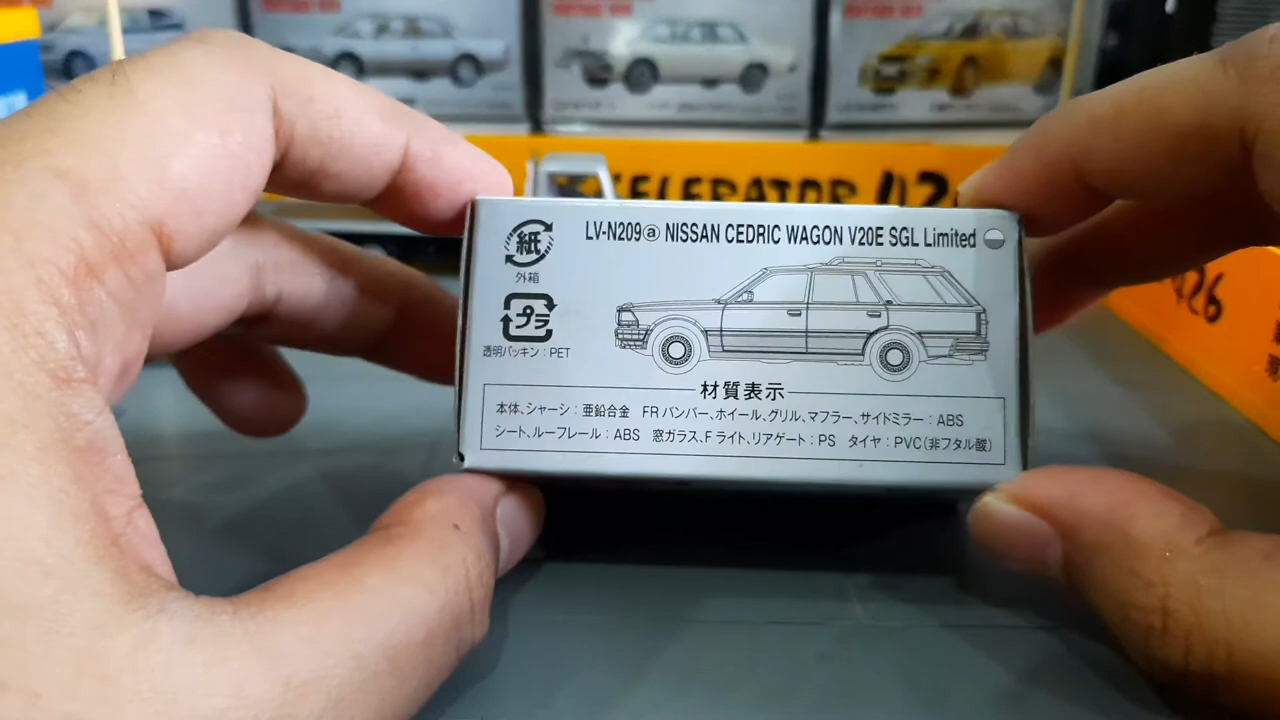 LV-N209ⓐ NISSAN CEDRIC WAGON V20E SGL Limited
紙
外箱
プラ
透明パッキン：PET
材質表示
本体、シャーシ：亜鉛合金 FRバンパー、ホイール、グリル、マフラー、サイドミラー：ABS
シート、ルーフレール：ABS 窓ガラス、Fライト、リアゲート：PS タイヤ：PVC（非フタル酸）
426